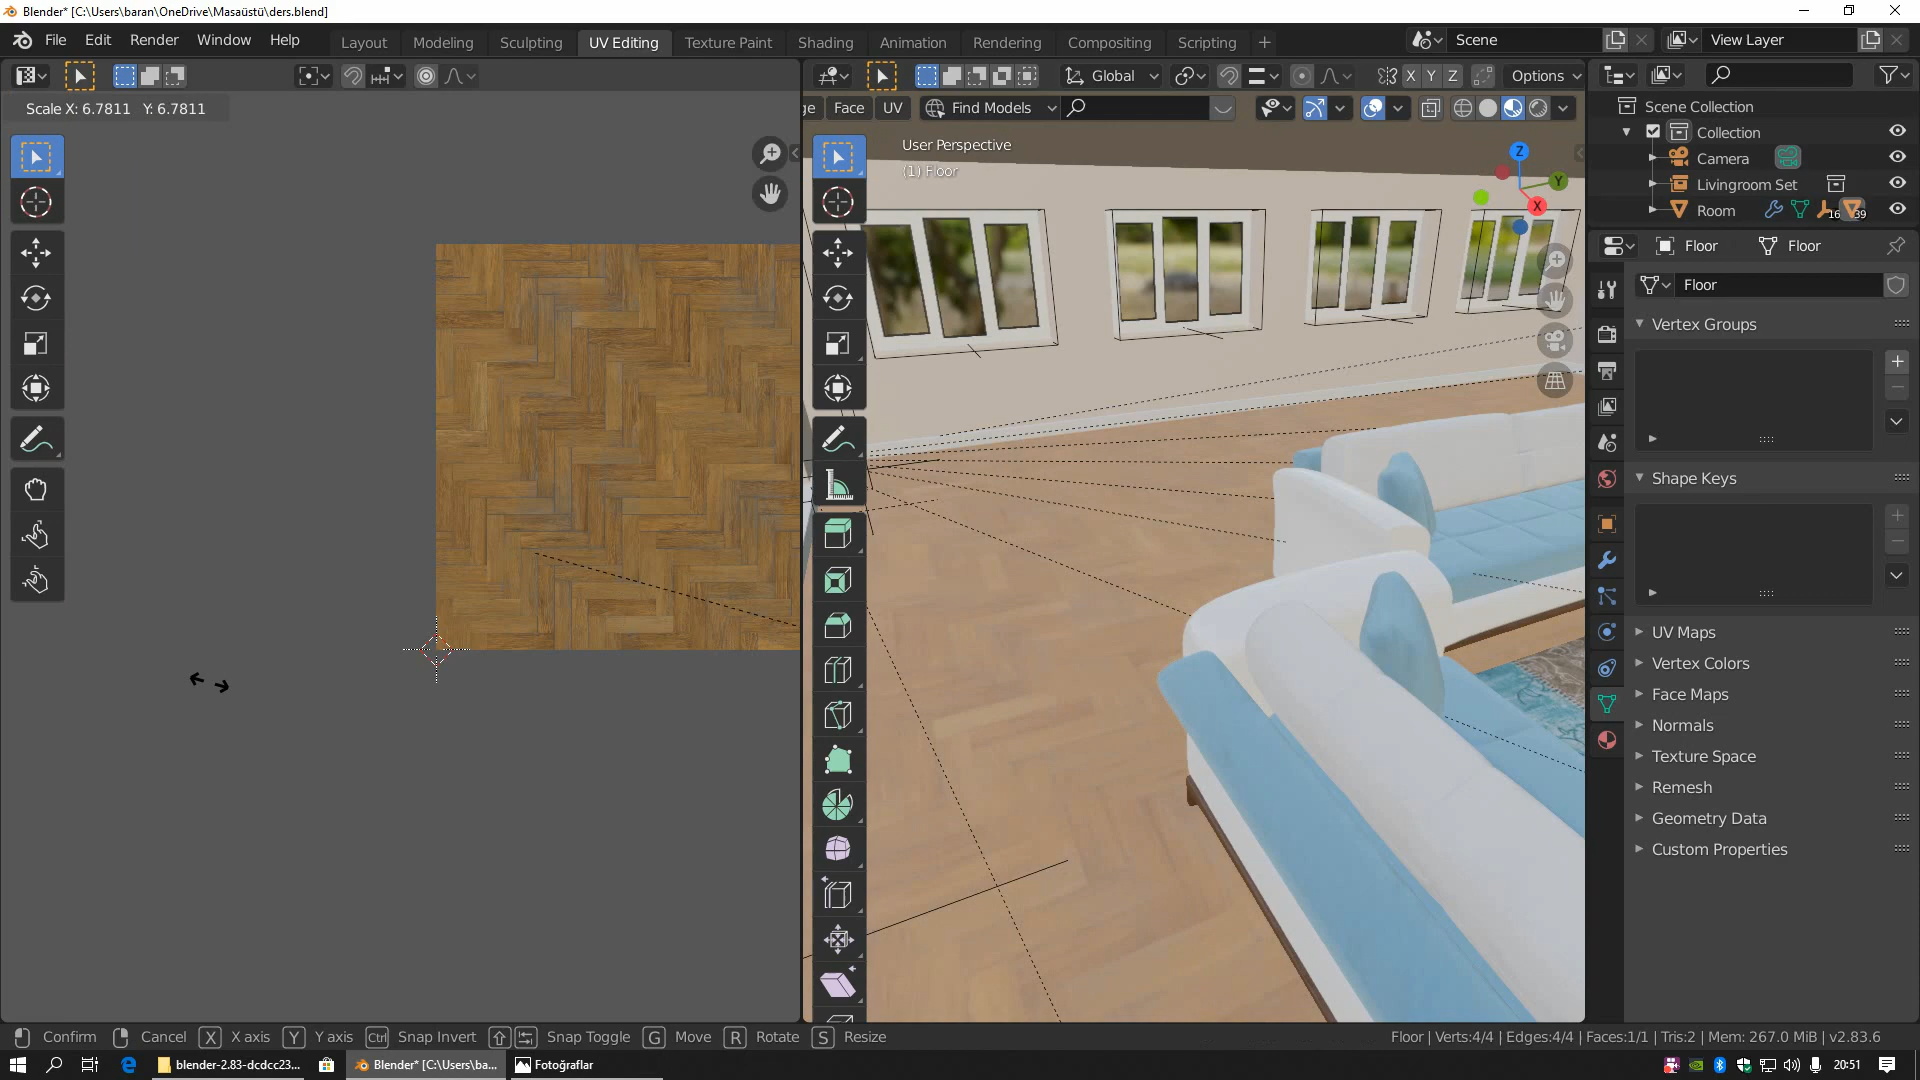 Blender* [C:\Users\baran\OneDrive\Masaüstü\ders.blend]
File Edit Render Window Help
Layout Modeling Sculpting UV Editing Texture Paint Shading Animation Rendering Compositing Scripting
Scene
View Layer
Global
X Y Z
Options
Scale X: 6.7811 Y: 6.7811
ge Face UV Find Models
User Perspective
(1) Floor
Z
Y
X
Scene Collection
Collection
Camera
Livingroom Set
Room
16
39
Floor
Floor
Floor
Vertex Groups
Shape Keys
UV Maps
Vertex Colors
Face Maps
Normals
Texture Space
Remesh
Geometry Data
Custom Properties
Confirm Cancel X X axis Y Y axis Ctrl Snap Invert Snap Toggle G Move R Rotate S Resize
Floor | Verts:4/4 | Edges:4/4 | Faces:1/1 | Tris:2 | Mem: 267.0 MiB | v2.83.6
blender-2.83-dcdcc23...
Blender* [C:\Users\ba...
Fotoğraflar
20:51